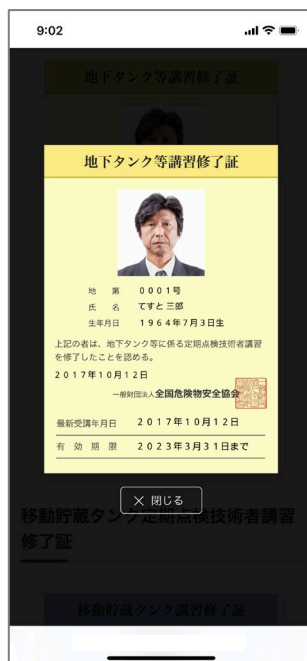 9:02
地下タンク等講習修了証
地下タンク等講習修了証
地 第 0001号
氏 名 てすと 三郎
生年月日 1964年7月3日生
上記の者は、地下タンク等に係る定期点検技術者講習
を修了したことを認める。
2017年10月12日
一般財団法人全国危険物安全協会
最新受講年月日 2017年10月12日
有効期限 2023年3月31日まで
× 閉じる
移動貯蔵タンク定期点検技術者講習
修了証
移動貯蔵タンク講習修了証